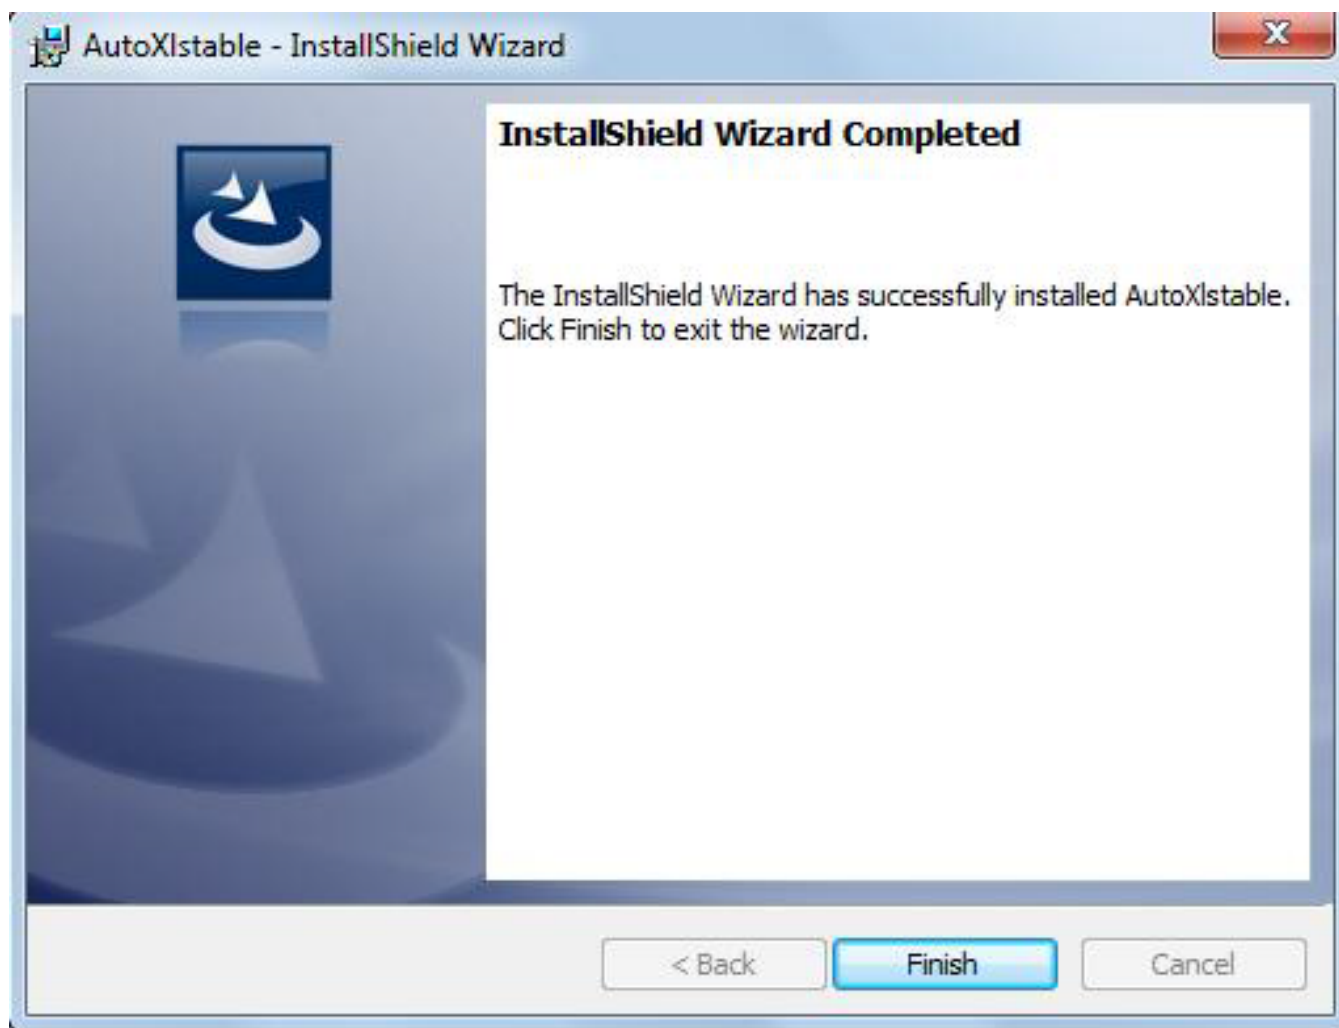 AutoXlstable - InstallShield Wizard
InstallShield Wizard Completed
The InstallShield Wizard has successfully installed AutoXlstable.
Click Finish to exit the wizard.
< Back
Finish
Cancel